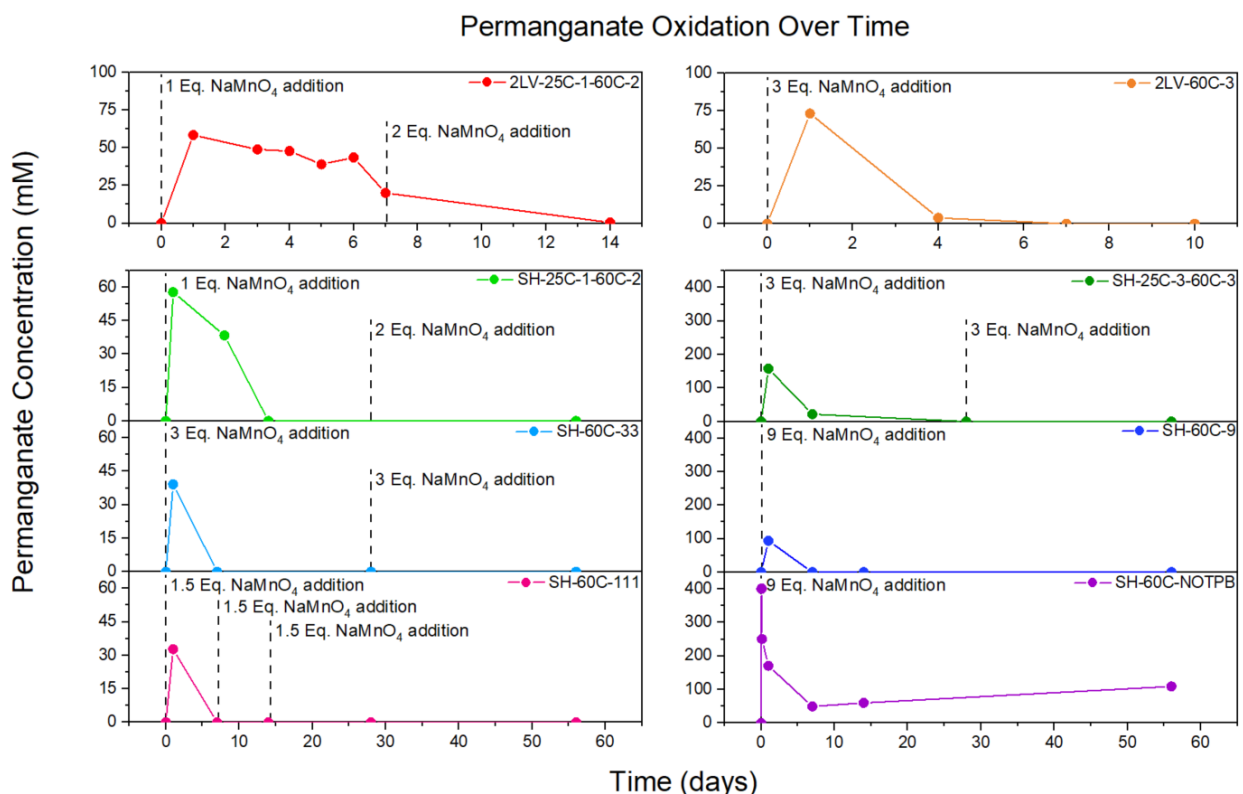 Permanganate Oxidation Over Time
Permanganate Concentration (mM)
100
75
50
25
0
1 Eq. NaMnO₄ addition
2LV-25C-1-60C-2
2 Eq. NaMnO₄ addition
0 2 4 6 8 10 12 14
100
75
50
25
0
3 Eq. NaMnO₄ addition
2LV-60C-3
0 2 4 6 8 10
60
45
30
15
0
1 Eq. NaMnO₄ addition
SH-25C-1-60C-2
2 Eq. NaMnO₄ addition
400
300
200
100
0
3 Eq. NaMnO₄ addition
SH-25C-3-60C-3
3 Eq. NaMnO₄ addition
60
45
30
15
0
3 Eq. NaMnO₄ addition
SH-60C-33
3 Eq. NaMnO₄ addition
400
300
200
100
0
9 Eq. NaMnO₄ addition
SH-60C-9
60
45
30
15
0
1.5 Eq. NaMnO₄ addition
SH-60C-111
1.5 Eq. NaMnO₄ addition
1.5 Eq. NaMnO₄ addition
0 10 20 30 40 50 60
400
300
200
100
0
9 Eq. NaMnO₄ addition
SH-60C-NOTPB
0 10 20 30 40 50 60
Time (days)